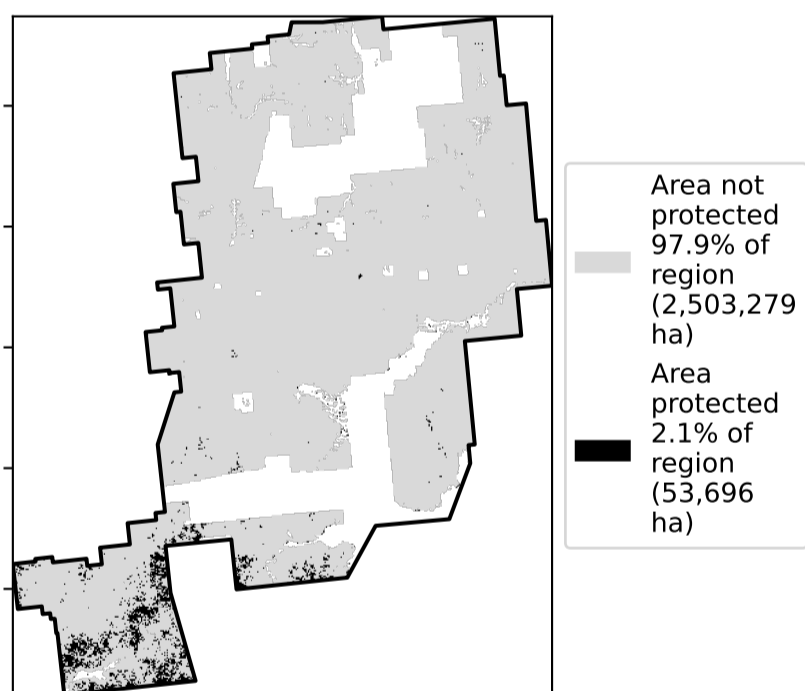 Area not
protected
97.9% of
region
(2,503,279
ha)
Area
protected
2.1% of
region
(53,696
ha)